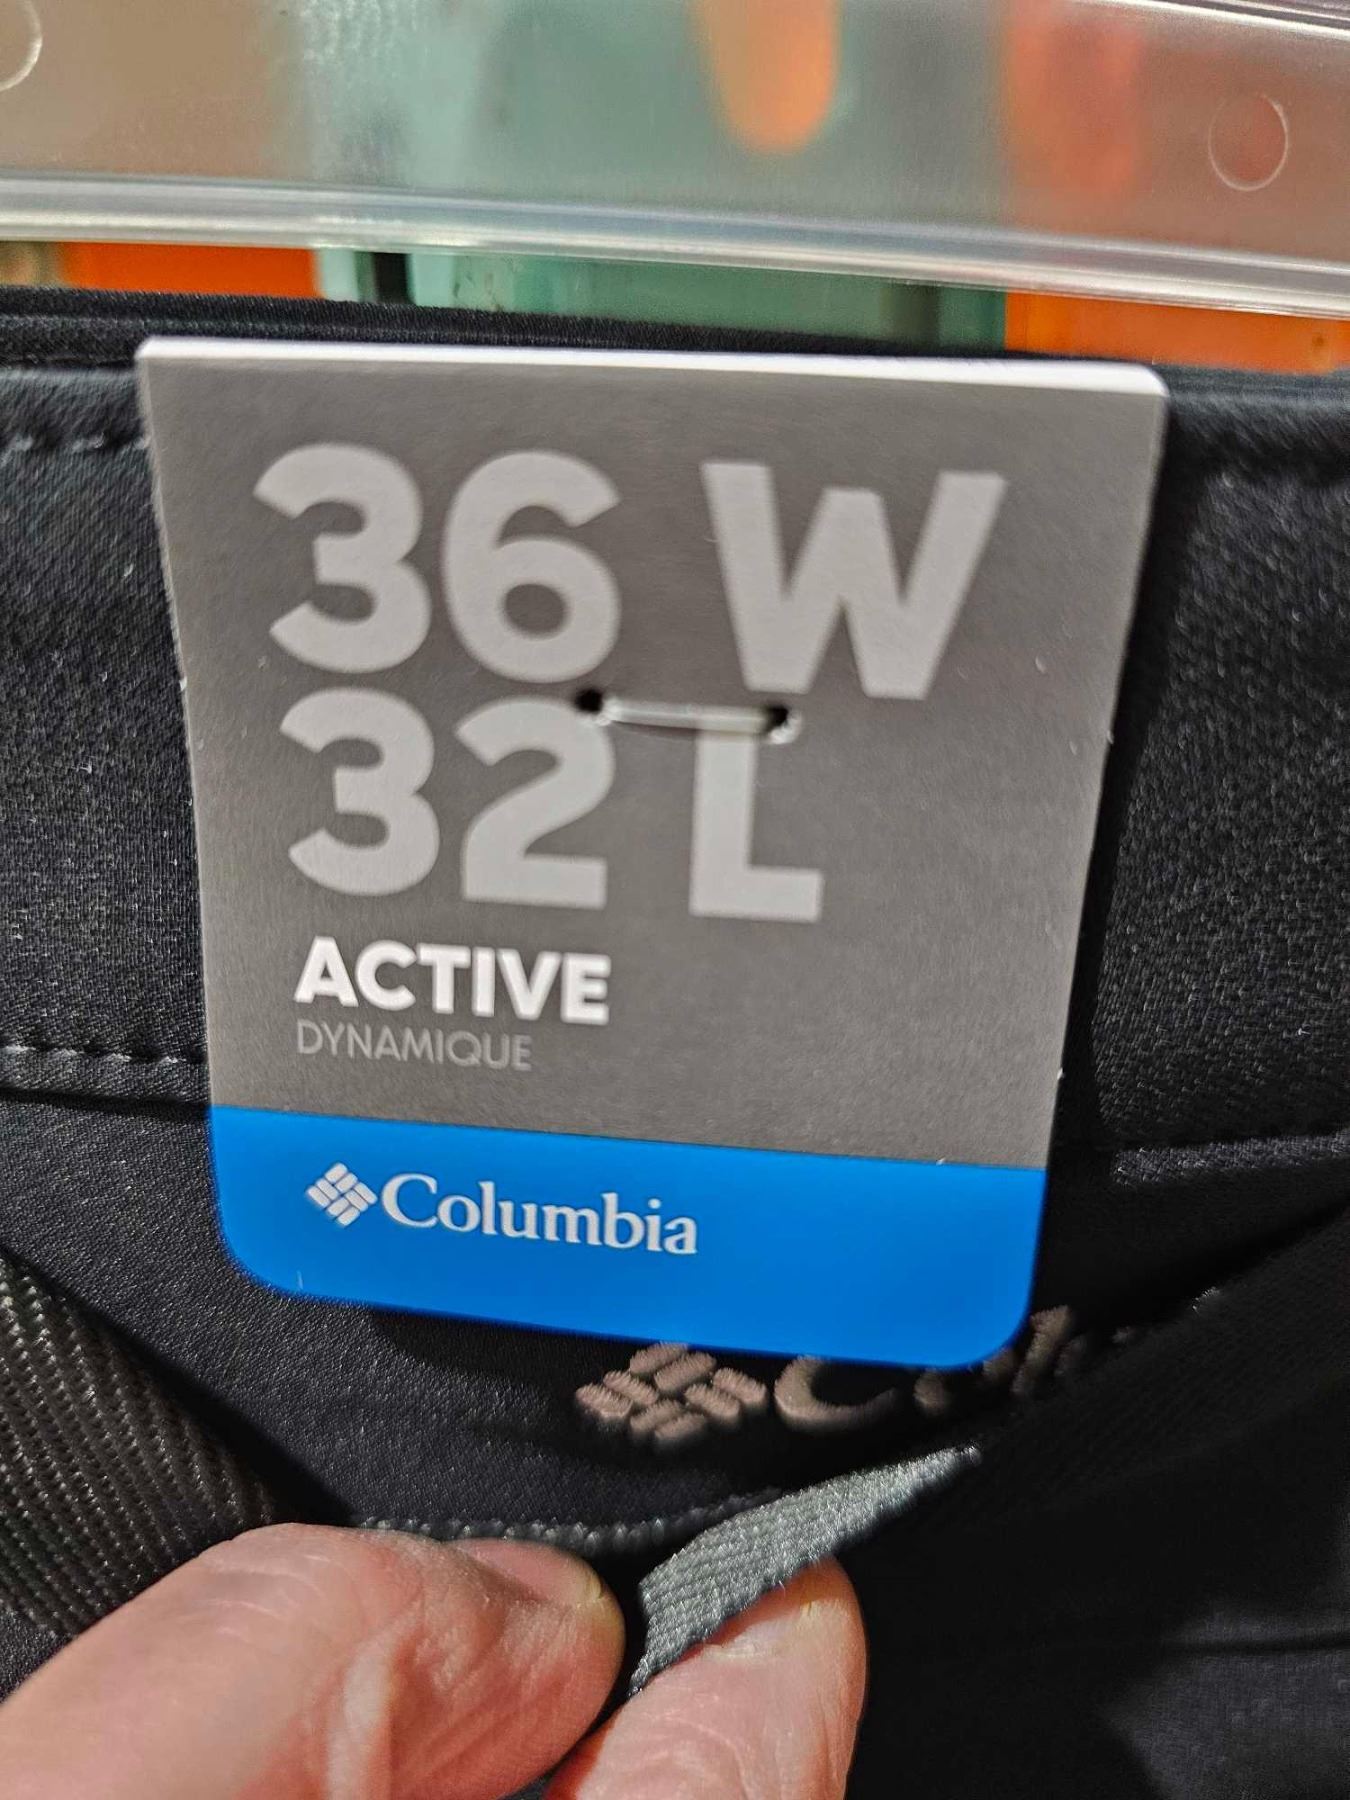 36 W
32 L
ACTIVE
DYNAMIQUE
Columbia